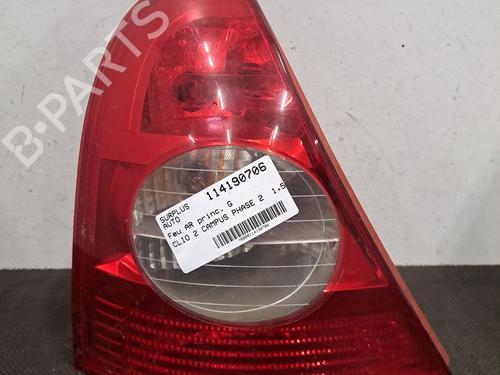 B-PARTS
SURPLUS
AUTO
114190706
Feu AR princ. G
CLIO 2 CAMPUS PHASE 2 1.5